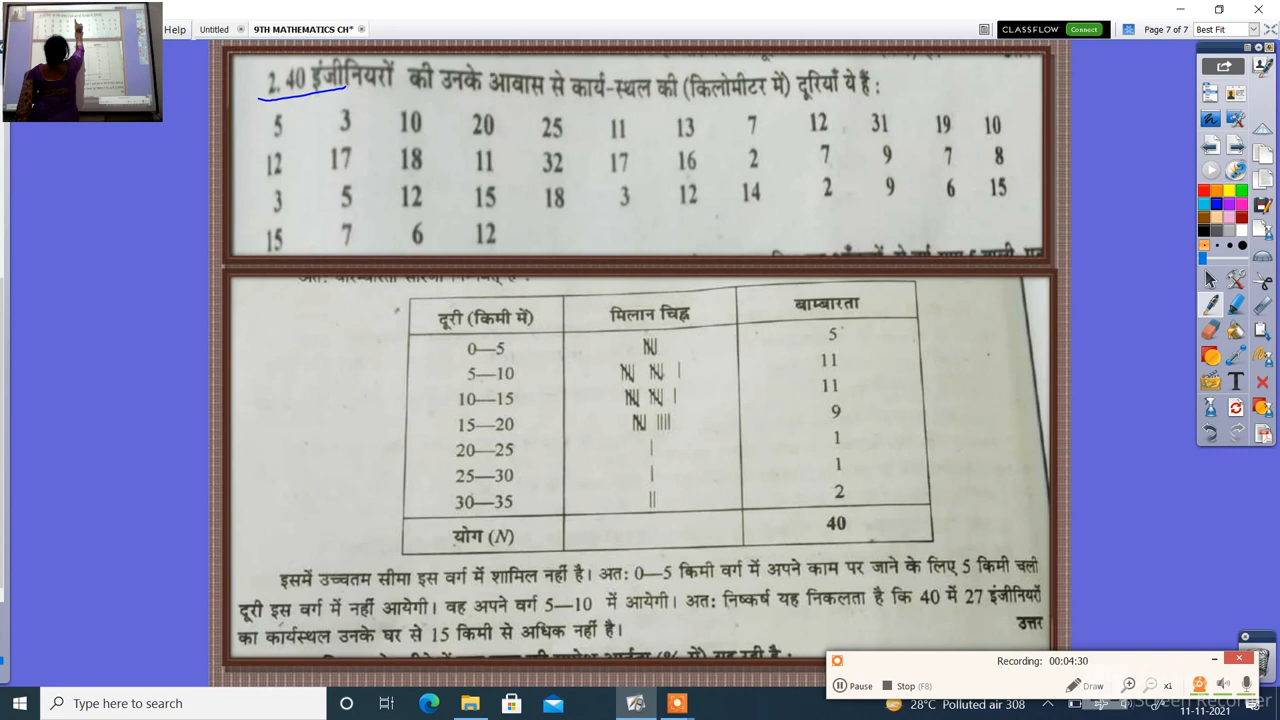 Help Untitled 9TH MATHEMATICS CH* CLASSFLOW Connect Page 7 of 7 Best Fit
2. 40 इंजीनियरों की उनके आवास से कार्य-स्थल की (किलोमीटर में) दूरियाँ ये हैं :
5 3 10 20 25 11 13 7 12 31 19 10
12 17 18 11 32 17 16 2 7 9 7 8
3 5 12 15 18 3 12 14 2 9 6 15
15 7 6 12
दूरी (किमी में) मिलान चिह्न बाम्बारता
0—5 5
5—10 11
10—15 11
15—20 9
20—25 1
25—30 1
30—35 2
योग (N) 40
इसमें उच्चतम सीमा इस वर्ग में शामिल नहीं है। अतः 0—5 किमी वर्ग में अपने काम पर जाने के लिए 5 किमी चली
दूरी इस वर्ग में नहीं आयेगी। वह अपने वर्ग 5—10 में आयेगी। अतः निष्कर्ष यह निकलता है कि 40 में 27 इंजीनियरों
का कार्यस्थल उनके घर से 15 किमी से अधिक नहीं है। उत्तर
Recording: 00:04:30
Pause Stop (F8) Draw x1
Type here to search 28°C Polluted air 308
11-11-2021